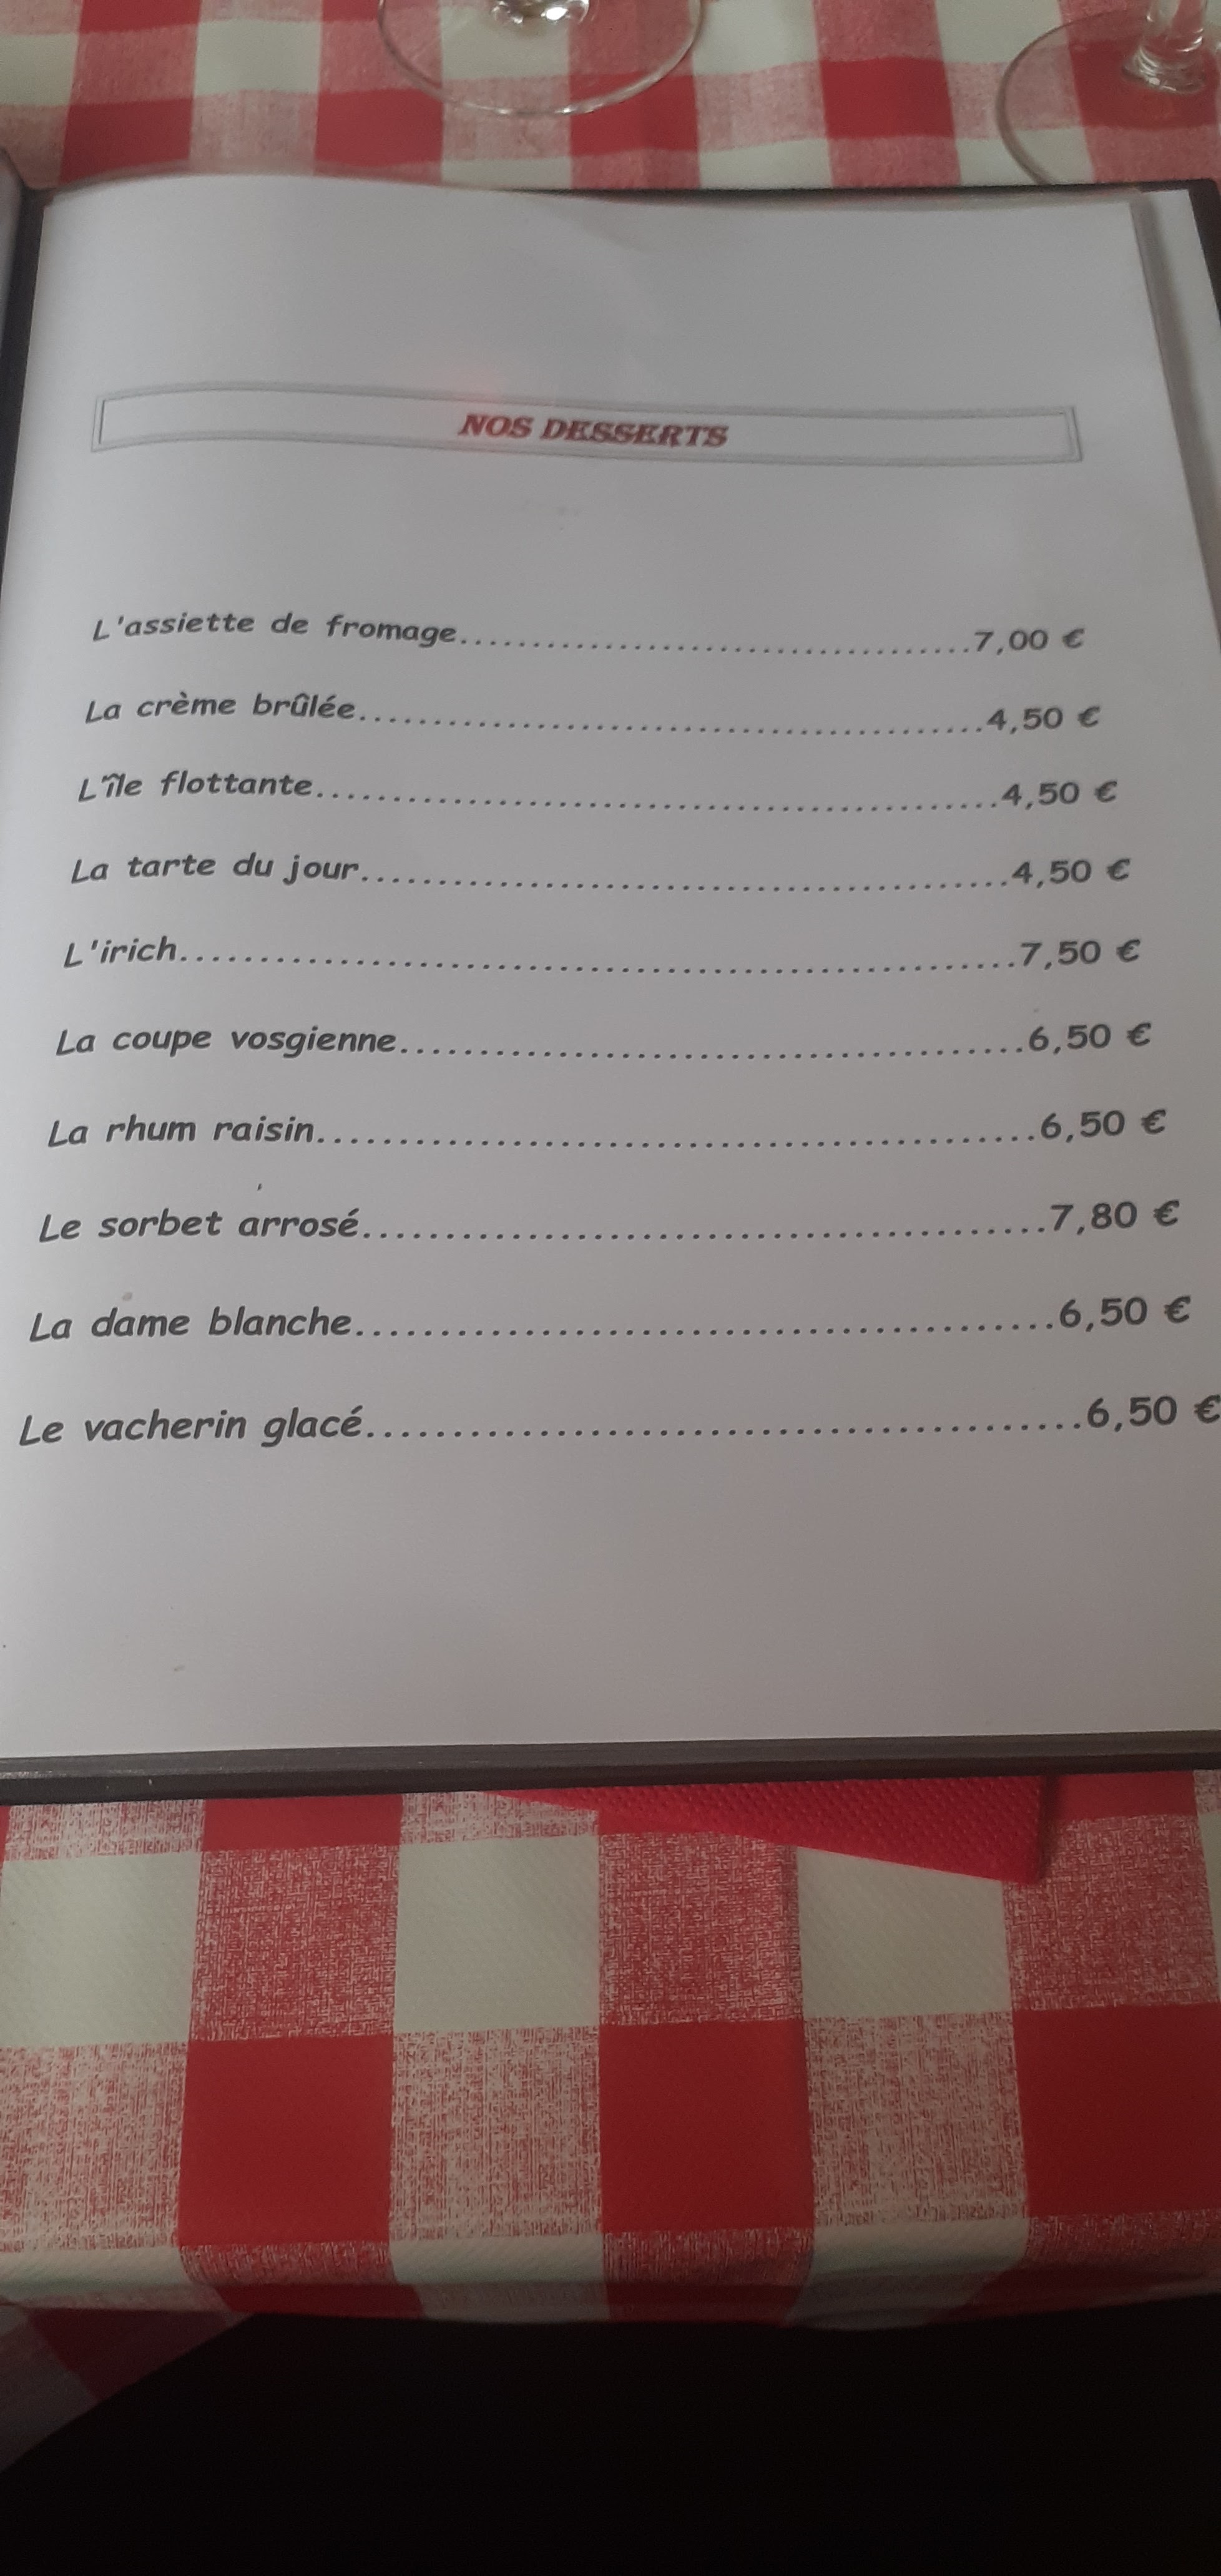 NOS DESSERTS
L'assiette de fromage.................................7,00 €
La crème brûlée........................................4,50 €
L'île flottante...........................................4,50 €
La tarte du jour.........................................4,50 €
L'irich....................................................7,50 €
La coupe vosgienne.....................................6,50 €
La rhum raisin...........................................6,50 €
Le sorbet arrosé........................................7,80 €
La dame blanche........................................6,50 €
Le vacherin glacé.......................................6,50 €